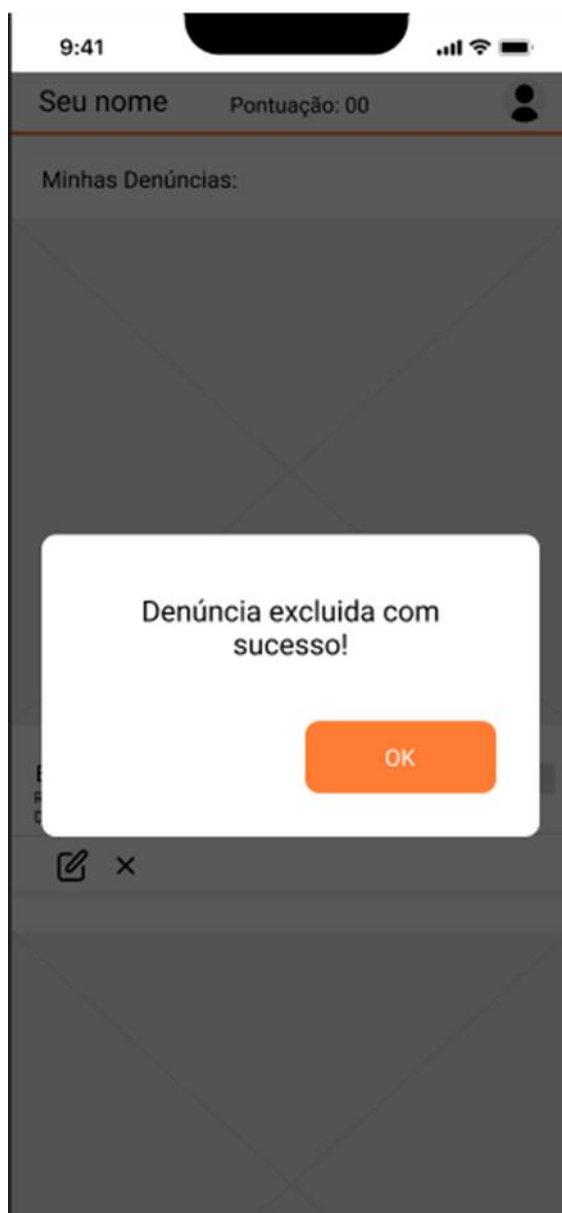 9:41
Seu nome Pontuação: 00
Minhas Denúncias:
Denúncia excluida com
sucesso!
OK